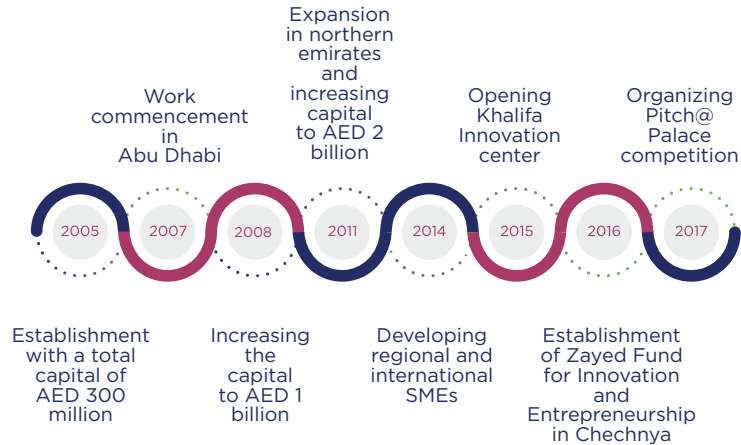 Expansion
in northern
emirates
and
increasing
capital
to AED 2
billion
Work
commencement
in
Abu Dhabi
Opening
Khalifa
Innovation
center
Organizing
Pitch@
Palace
competition
2005
2007
2008
2011
2014
2015
2016
2017
Establishment
with a total
capital of
AED 300
million
Increasing
the
capital
to AED 1
billion
Developing
regional and
international
SMEs
Establishment
of Zayed Fund
for Innovation
and
Entrepreneurship
in Chechnya